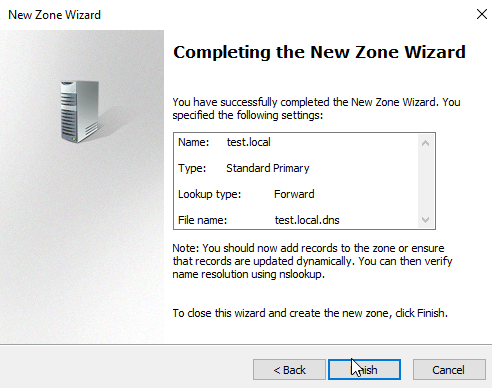 New Zone Wizard
Completing the New Zone Wizard
You have successfully completed the New Zone Wizard. You
specified the following settings:
Name: test.local
Type: Standard Primary
Lookup type: Forward
File name: test.local.dns
Note: You should now add records to the zone or ensure
that records are updated dynamically. You can then verify
name resolution using nslookup.
To close this wizard and create the new zone, click Finish.
< Back
Finish
Cancel